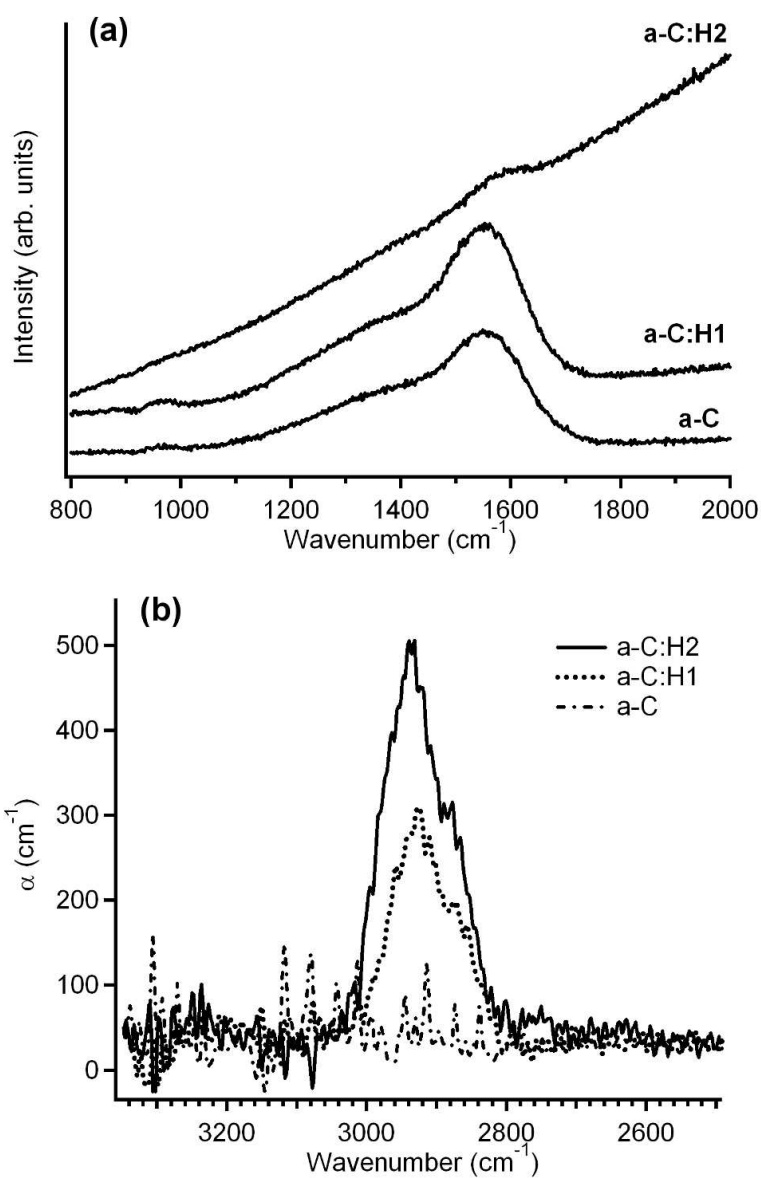 (a)
a-C:H2
a-C:H1
a-C
Intensity (arb. units)
800 1000 1200 1400 1600 1800 2000
Wavenumber (cm⁻¹)
(b)
500
400
300
200
100
0
α (cm⁻¹)
a-C:H2
a-C:H1
a-C
3200 3000 2800 2600
Wavenumber (cm⁻¹)